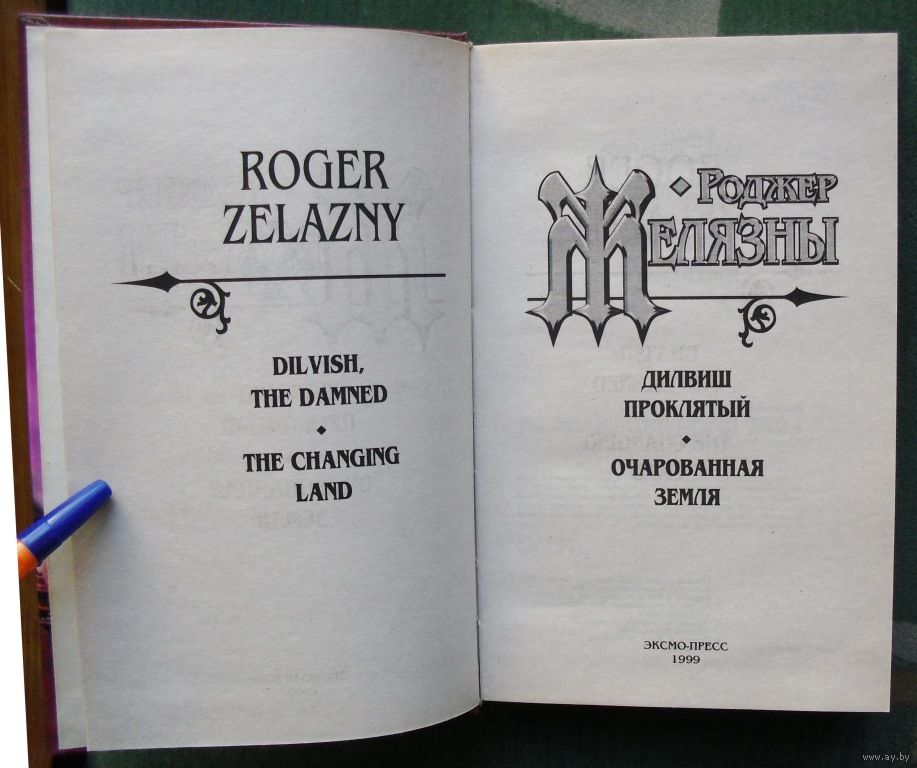 ROGER
ZELAZNY
DILVISH,
THE DAMNED
THE CHANGING
LAND
РОДЖЕР
ЖЕЛЯЗНЫ
ДИЛВИШ
ПРОКЛЯТЫЙ
ОЧАРОВАННАЯ
ЗЕМЛЯ
ЭКСМО-ПРЕСС
1999
www.ay.by